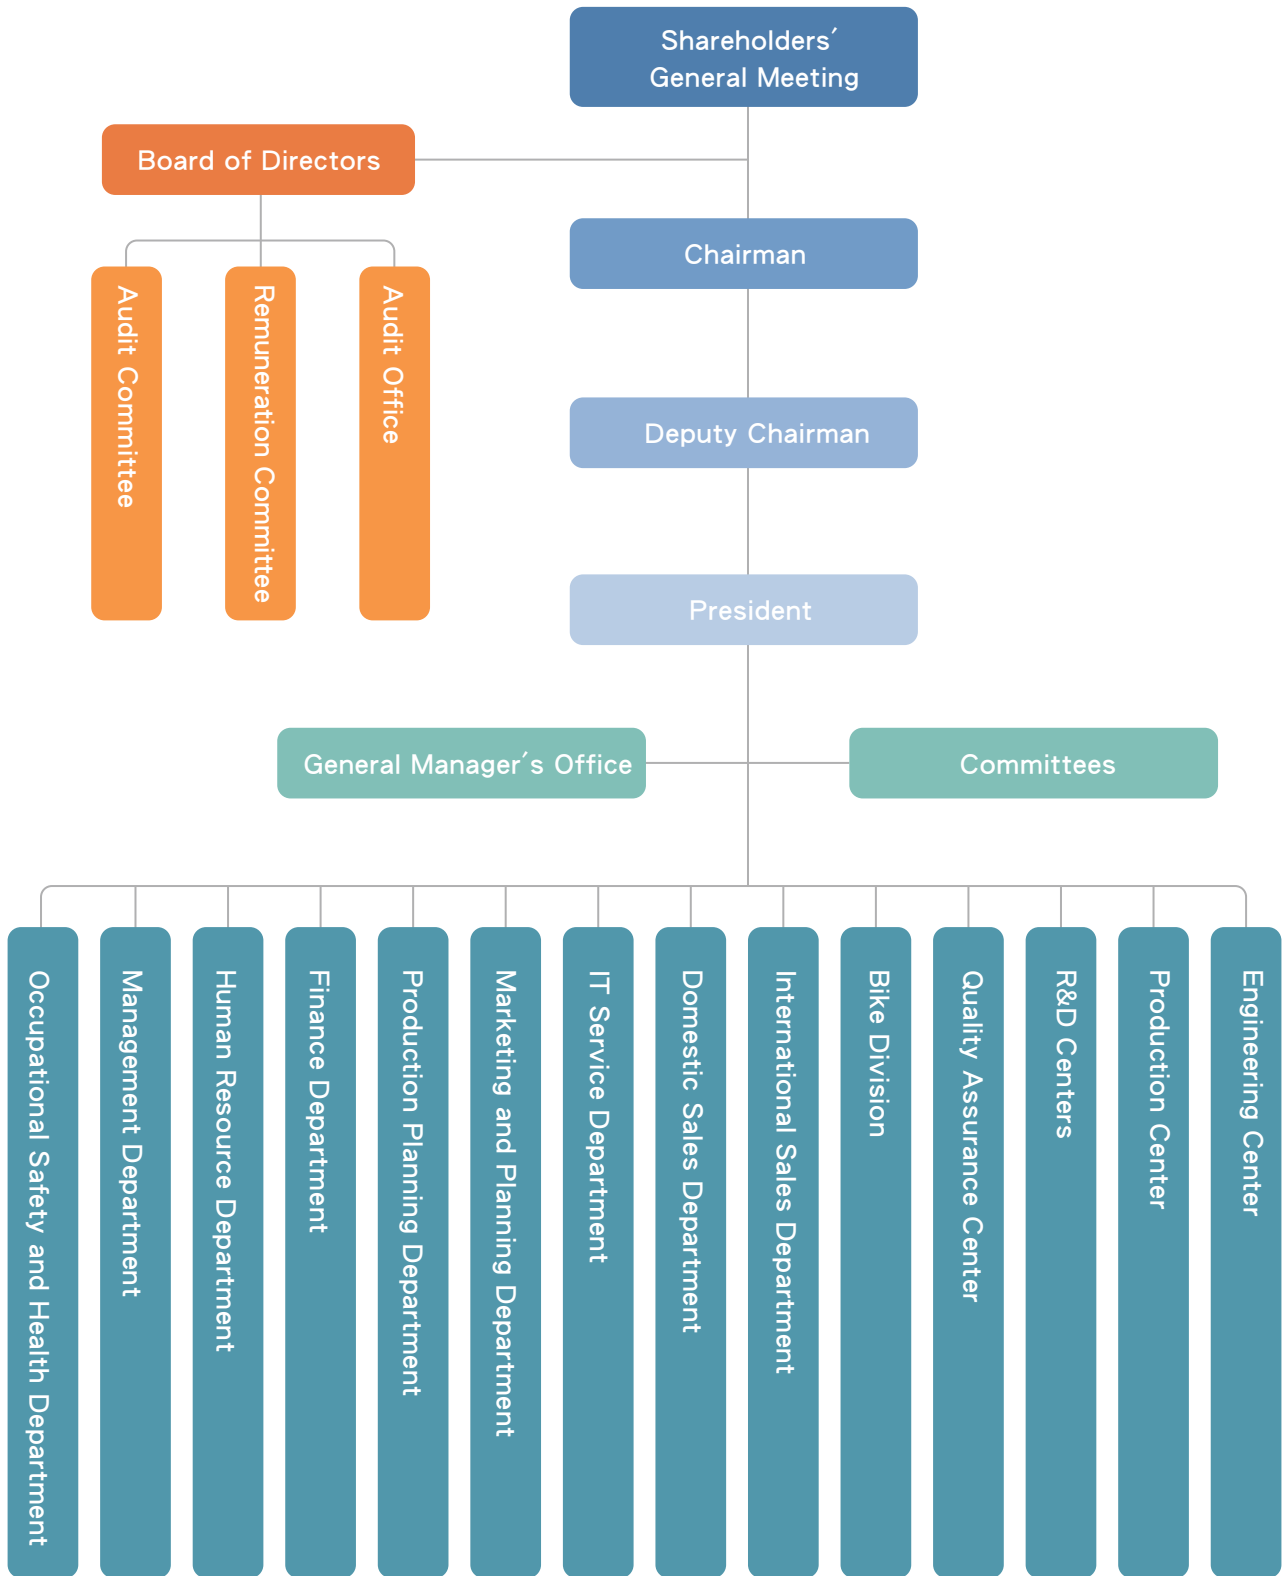 Shareholders´
General Meeting
Board of Directors
Chairman
Audit Committee
Remuneration Committee
Audit Office
Deputy Chairman
President
General Manager´s Office
Committees
Occupational Safety and Health Department
Management Department
Human Resource Department
Finance Department
Production Planning Department
Marketing and Planning Department
IT Service Department
Domestic Sales Department
International Sales Department
Bike Division
Quality Assurance Center
R&D Centers
Production Center
Engineering Center